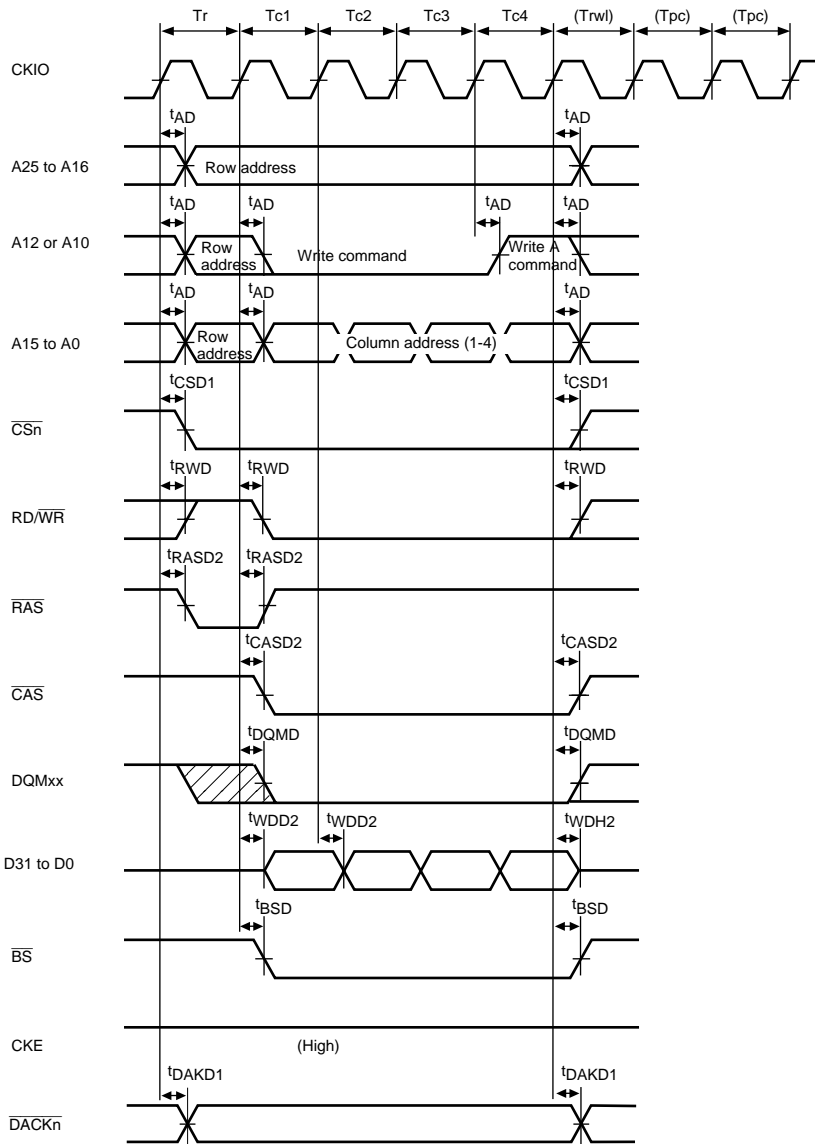 Tr Tc1 Tc2 Tc3 Tc4 (Trwl) (Tpc) (Tpc)
CKIO
tAD tAD
A25 to A16 Row address
tAD tAD tAD tAD
A12 or A10 Row address Write command Write A command
tAD tAD tAD
A15 to A0 Row address Column address (1-4)
tCSD1 tCSD1
CSn
tRWD tRWD tRWD
RD/WR
tRASD2 tRASD2
RAS
tCASD2 tCASD2
CAS
tDQMD tDQMD
DQMxx
tWDD2 tWDD2 tWDH2
D31 to D0
tBSD tBSD
BS
CKE (High)
tDAKD1 tDAKD1
DACKn